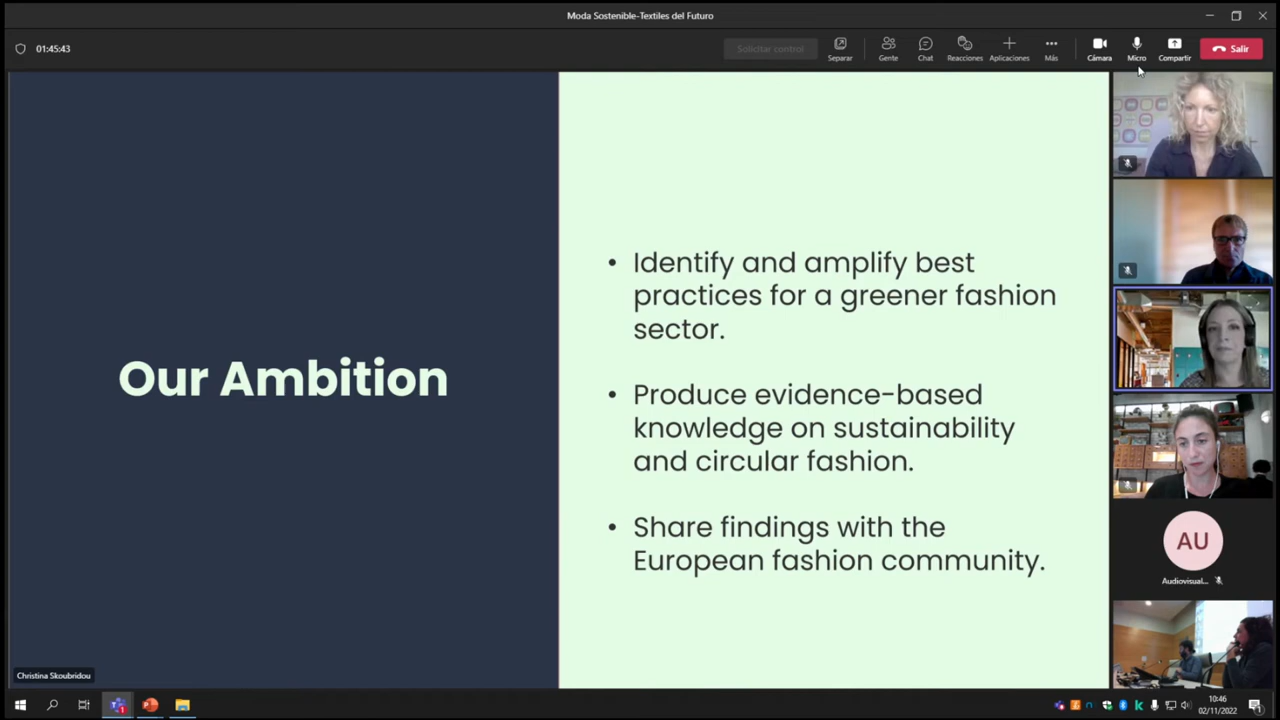 Moda Sostenible-Textiles del Futuro
01:45:43
Solicitar control
Separar
Gente
Chat
Reacciones
Aplicaciones
Más
Cámara
Micro
Compartir
Salir
Our Ambition
• Identify and amplify best
practices for a greener fashion
sector.
• Produce evidence-based
knowledge on sustainability
and circular fashion.
• Share findings with the
European fashion community.
AU
Audiovisual...
Christina Skoubridou
10:46
02/11/2022